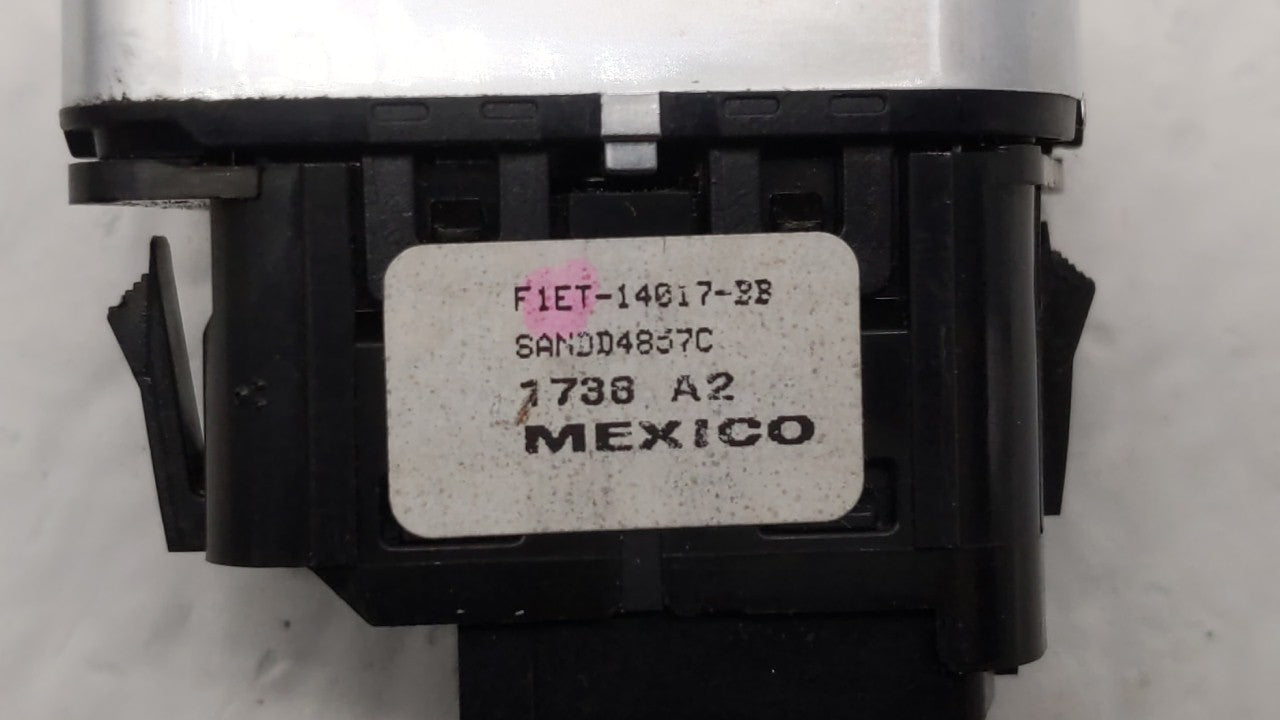 F1ET-14017-BB
SANDD4857C
1738 A2
MEXICO